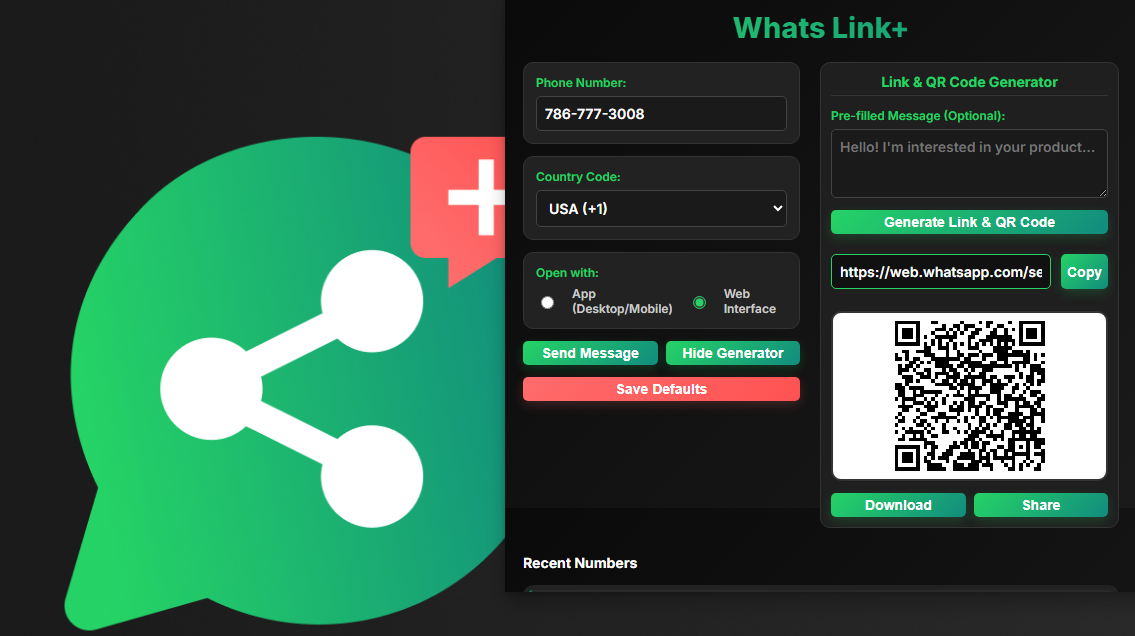 Whats Link+
Phone Number:
786-777-3008
Country Code:
USA (+1)
Open with:
App
(Desktop/Mobile)
Web
Interface
Send Message
Hide Generator
Save Defaults
Link & QR Code Generator
Pre-filled Message (Optional):
Hello! I'm interested in your product...
Generate Link & QR Code
https://web.whatsapp.com/se
Copy
Download
Share
Recent Numbers